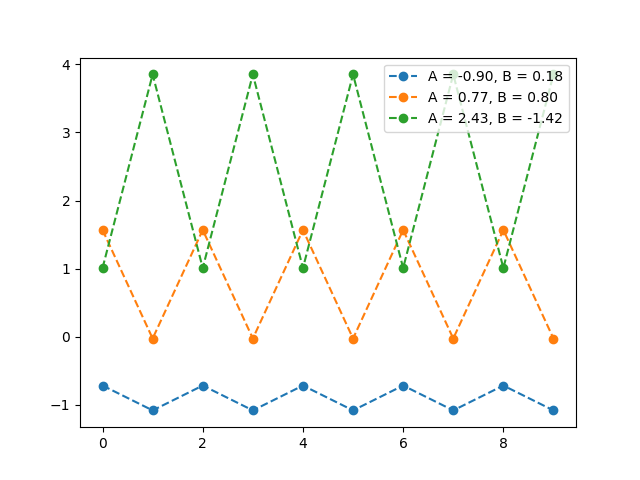 4
3
2
1
0
−1
0 2 4 6 8
A = -0.90, B = 0.18
A = 0.77, B = 0.80
A = 2.43, B = -1.42